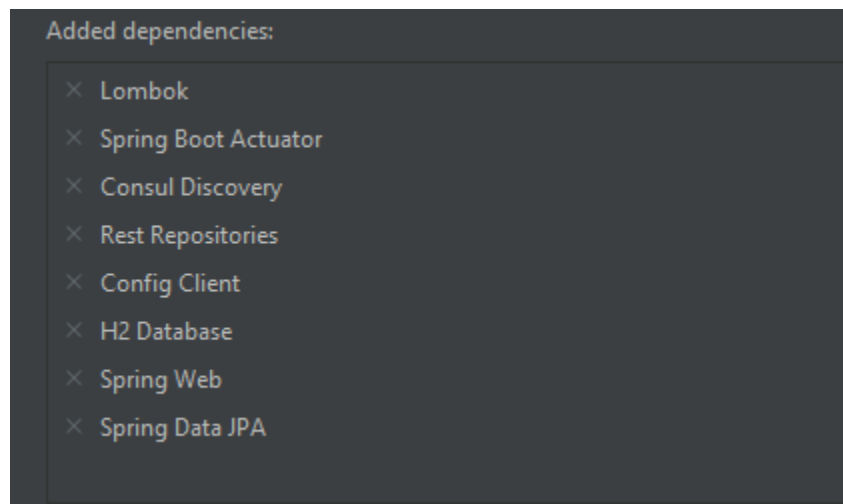 Added dependencies:
Lombok
Spring Boot Actuator
Consul Discovery
Rest Repositories
Config Client
H2 Database
Spring Web
Spring Data JPA